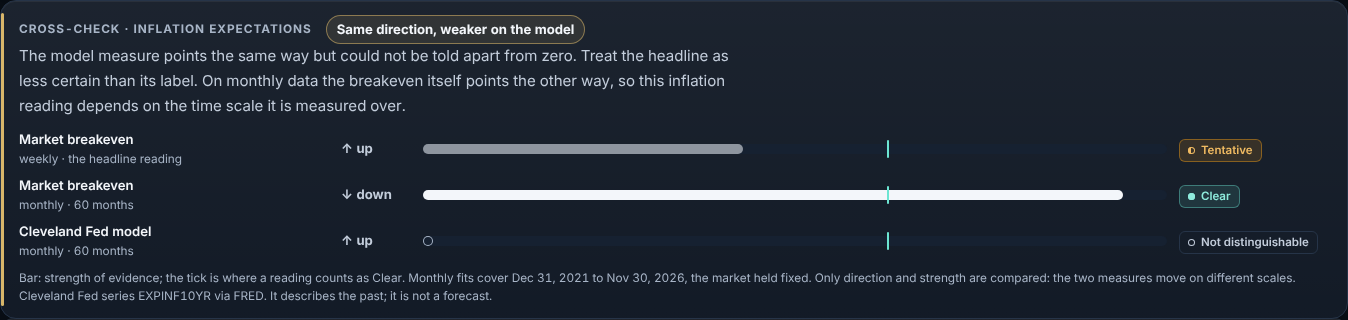 CROSS-CHECK · INFLATION EXPECTATIONS Same direction, weaker on the model
The model measure points the same way but could not be told apart from zero. Treat the headline as
less certain than its label. On monthly data the breakeven itself points the other way, so this inflation
reading depends on the time scale it is measured over.
Market breakeven
weekly · the headline reading
↑ up
Tentative
Market breakeven
monthly · 60 months
↓ down
Clear
Cleveland Fed model
monthly · 60 months
↑ up
Not distinguishable
Bar: strength of evidence; the tick is where a reading counts as Clear. Monthly fits cover Dec 31, 2021 to Nov 30, 2026, the market held fixed. Only direction and strength are compared: the two measures move on different scales.
Cleveland Fed series EXPINF10YR via FRED. It describes the past; it is not a forecast.